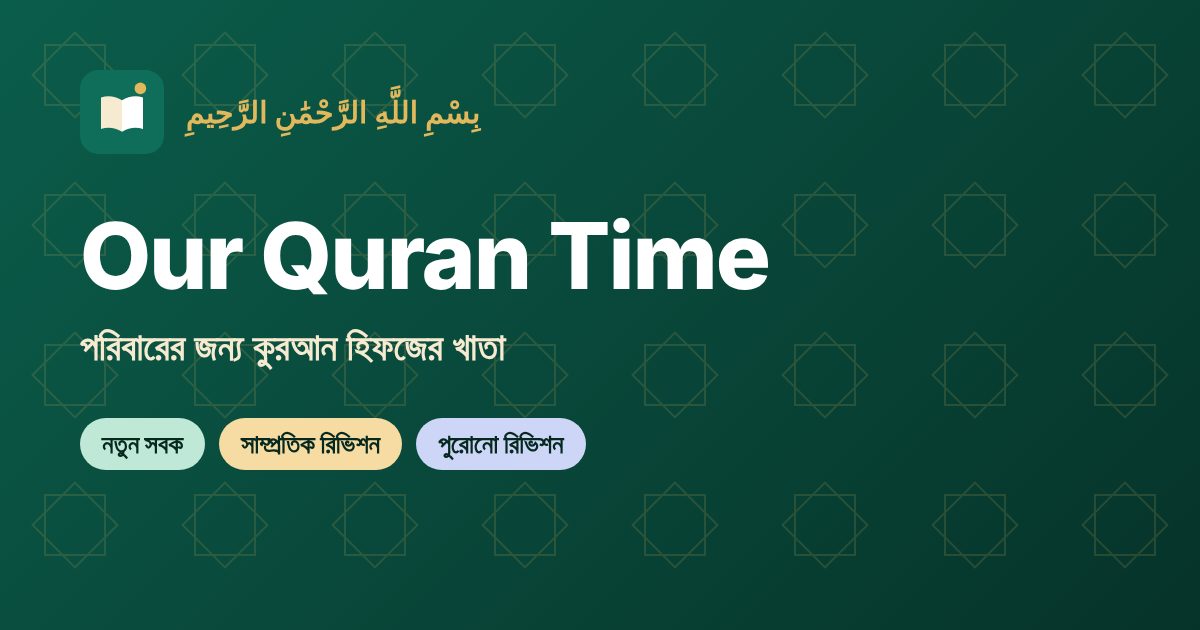 بِسْمِ اللَّهِ الرَّحْمَٰنِ الرَّحِيمِ
Our Quran Time
পরিবারের জন্য কুরআন হিফজের খাতা
নতুন সবক সাম্প্রতিক রিভিশন পুরোনো রিভিশন